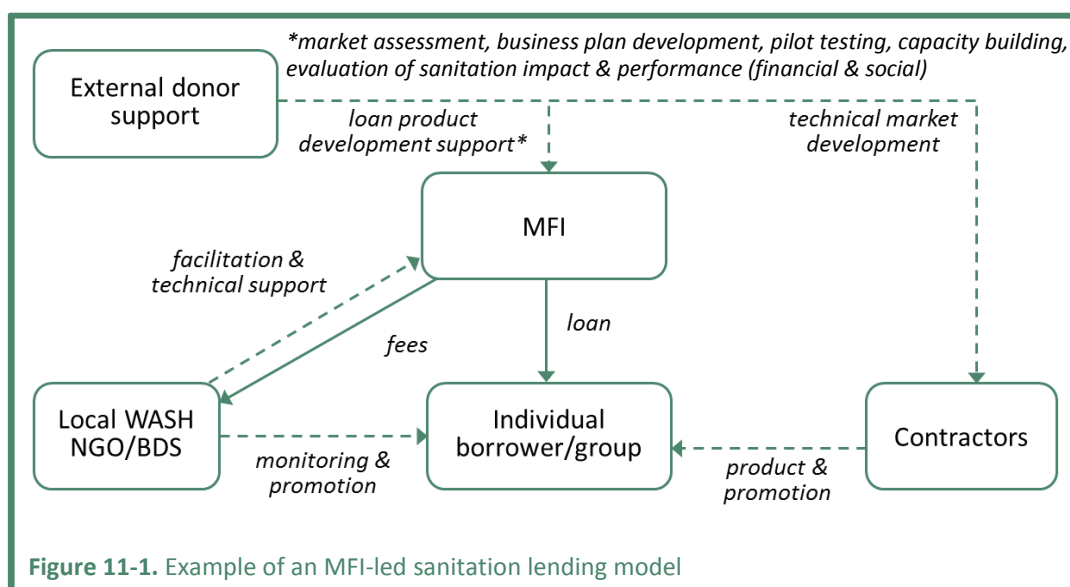 *market assessment, business plan development, pilot testing, capacity building,
evaluation of sanitation impact & performance (financial & social)
External donor
support
loan product
development support*
technical market
development
MFI
facilitation &
technical support
fees
loan
Local WASH
NGO/BDS
monitoring &
promotion
Individual
borrower/group
product &
promotion
Contractors
Figure 11-1. Example of an MFI-led sanitation lending model